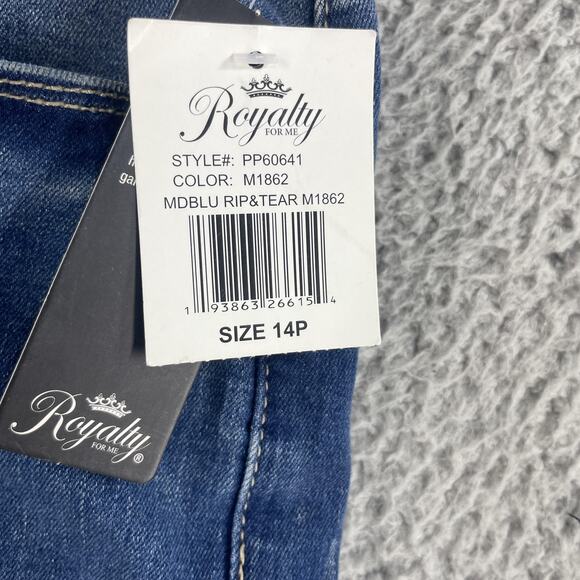 Royalty
FOR ME
STYLE#: PP60641
COLOR: M1862
MDBLU RIP&TEAR M1862
1 93863 26615 4
SIZE 14P
Royalty
FOR ME ®